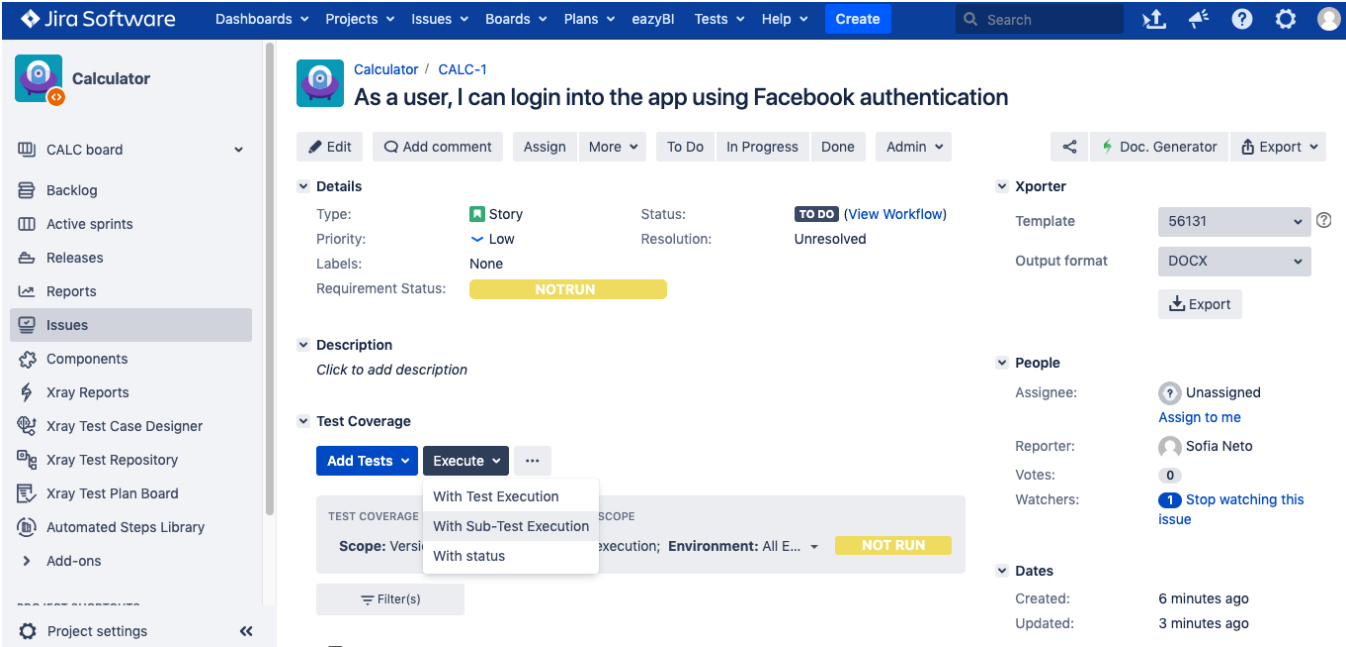 Jira Software Dashboards Projects Issues Boards Plans eazyBI Tests Help Create Search
Calculator
CALC board
Backlog
Active sprints
Releases
Reports
Issues
Components
Xray Reports
Xray Test Case Designer
Xray Test Repository
Xray Test Plan Board
Automated Steps Library
Add-ons
Project settings
Calculator / CALC-1
As a user, I can login into the app using Facebook authentication
Edit Add comment Assign More To Do In Progress Done Admin Doc. Generator Export
Details
Type: Story Status: TO DO (View Workflow)
Priority: Low Resolution: Unresolved
Labels: None
Requirement Status: NOTRUN
Description
Click to add description
Test Coverage
Add Tests Execute ...
With Test Execution
With Sub-Test Execution
With status
TEST COVERAGE SCOPE
Scope: execution; Environment: All E... NOT RUN
Filter(s)
Xporter
Template 56131
Output format DOCX
Export
People
Assignee: Unassigned
Assign to me
Reporter: Sofia Neto
Votes: 0
Watchers: 1 Stop watching this
issue
Dates
Created: 6 minutes ago
Updated: 3 minutes ago